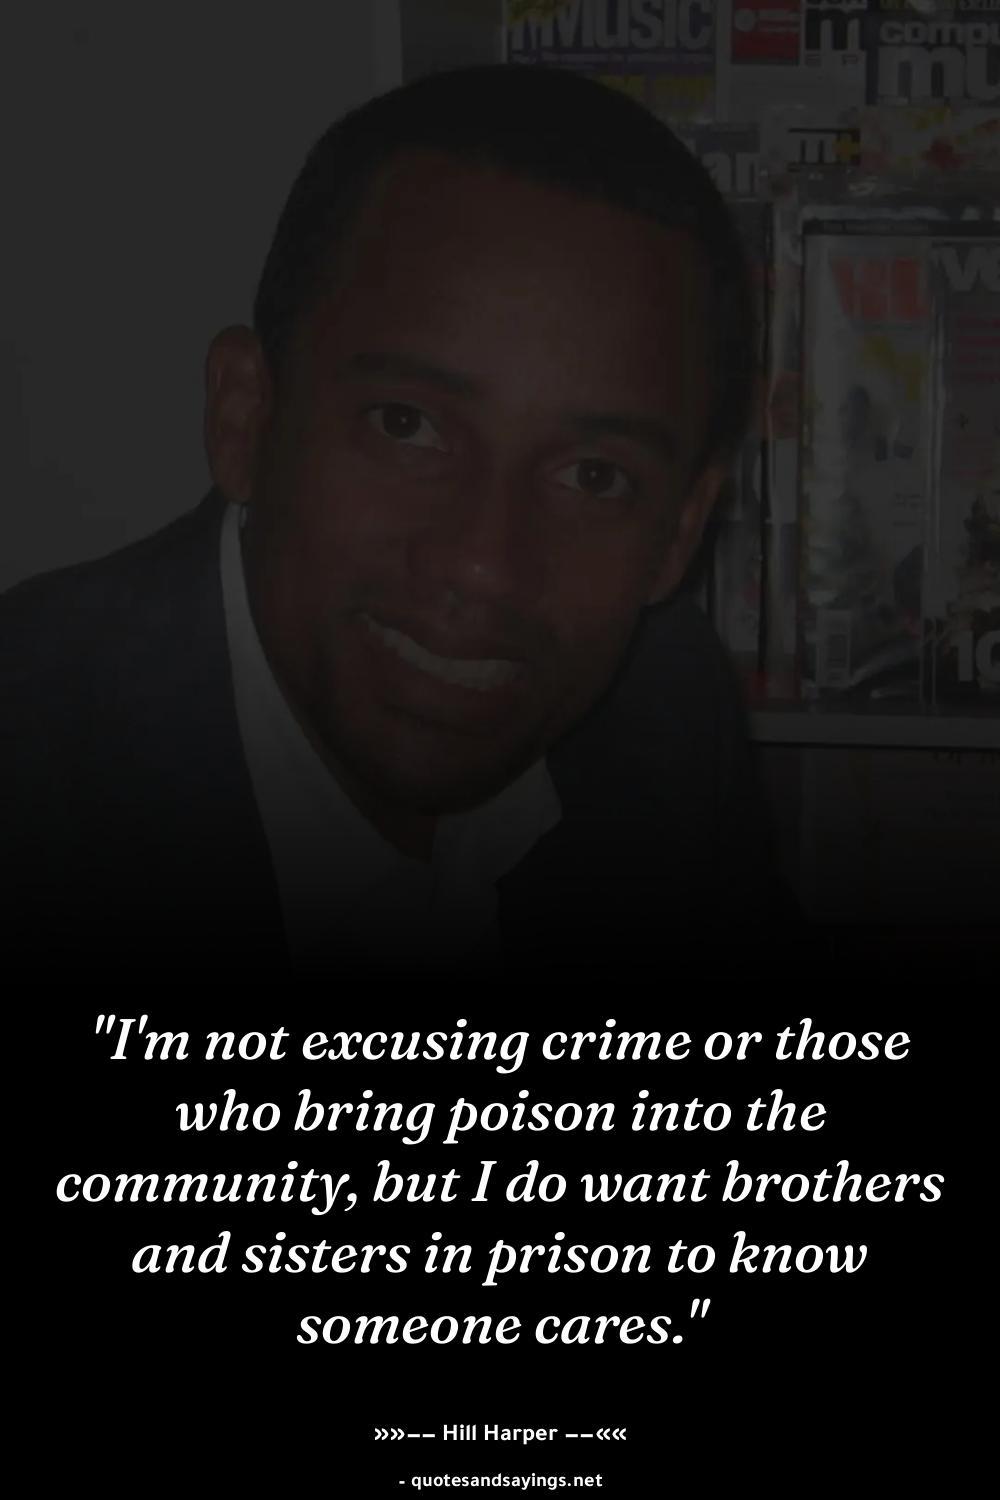 Music
"I'm not excusing crime or those
who bring poison into the
community, but I do want brothers
and sisters in prison to know
someone cares."
»»−− Hill Harper −−««
- quotesandsayings.net